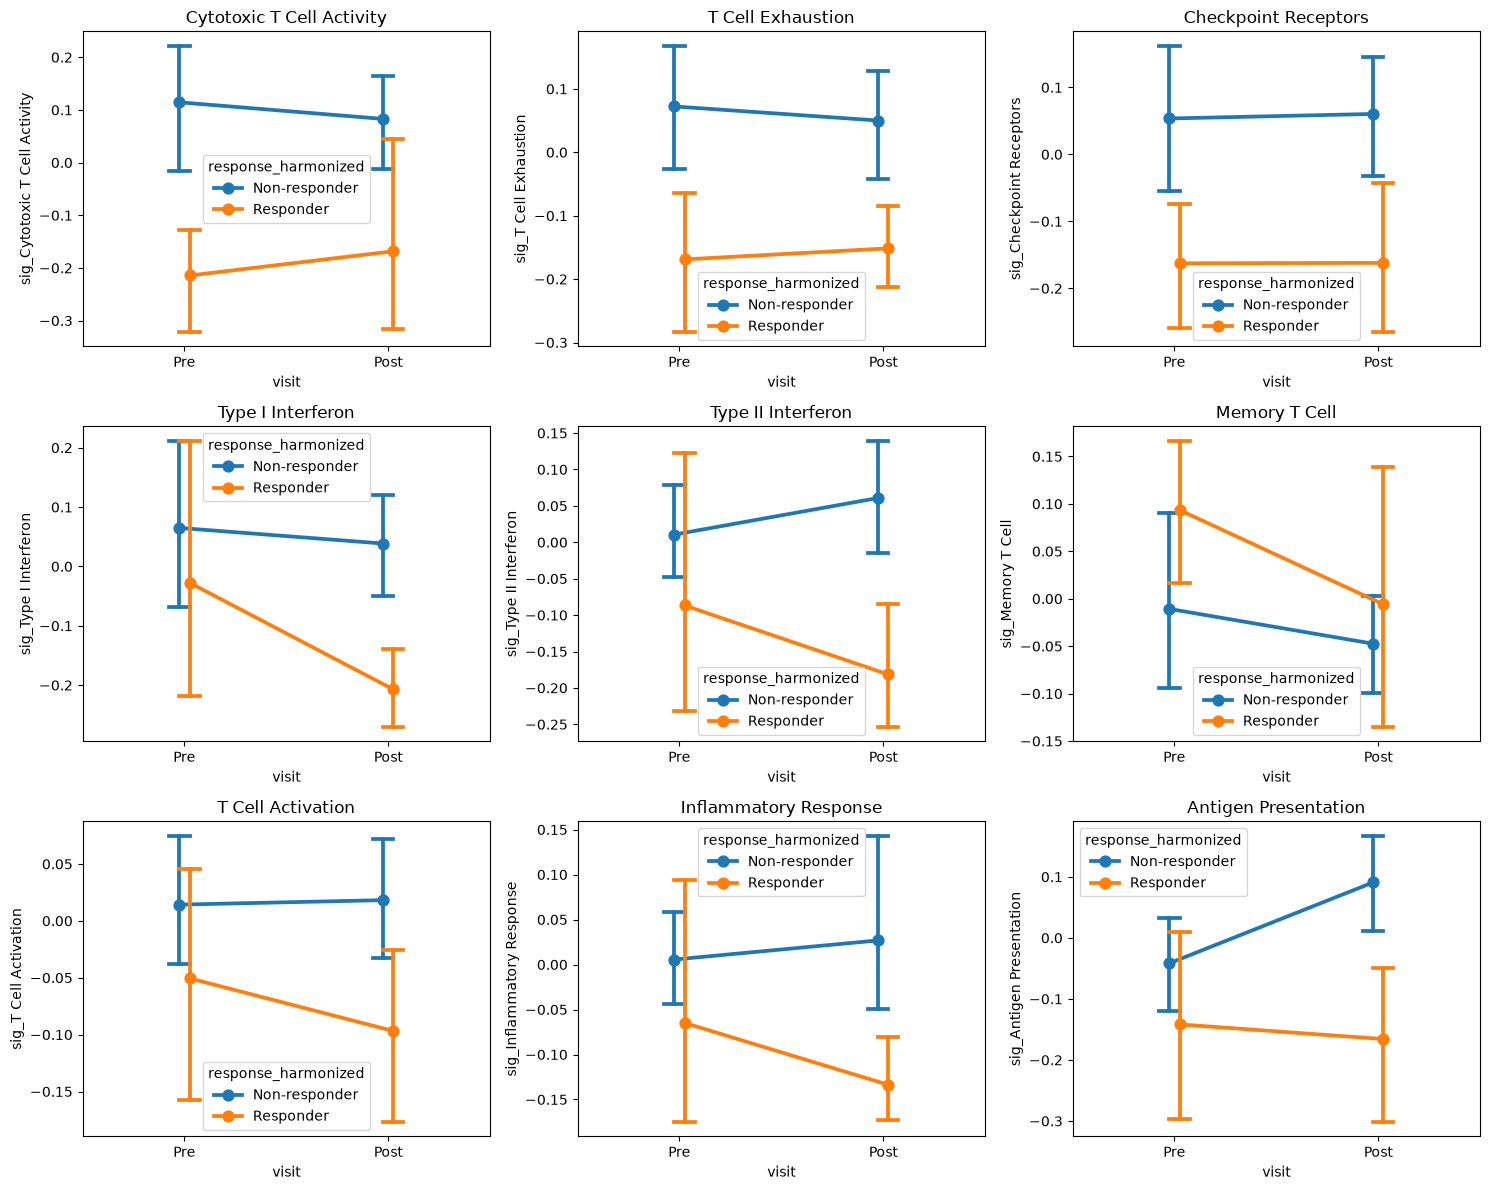 Cytotoxic T Cell Activity
sig_Cytotoxic T Cell Activity
0.2
0.1
0.0
−0.1
−0.2
−0.3
response_harmonized
Non-responder
Responder
Pre
Post
visit
T Cell Exhaustion
sig_T Cell Exhaustion
0.1
0.0
−0.1
−0.2
−0.3
response_harmonized
Non-responder
Responder
Pre
Post
visit
Checkpoint Receptors
sig_Checkpoint Receptors
0.1
0.0
−0.1
−0.2
response_harmonized
Non-responder
Responder
Pre
Post
visit
Type I Interferon
sig_Type I Interferon
0.2
0.1
0.0
−0.1
−0.2
response_harmonized
Non-responder
Responder
Pre
Post
visit
Type II Interferon
sig_Type II Interferon
0.15
0.10
0.05
0.00
−0.05
−0.10
−0.15
−0.20
−0.25
response_harmonized
Non-responder
Responder
Pre
Post
visit
Memory T Cell
sig_Memory T Cell
0.15
0.10
0.05
0.00
−0.05
−0.10
−0.15
response_harmonized
Non-responder
Responder
Pre
Post
visit
T Cell Activation
sig_T Cell Activation
0.05
0.00
−0.05
−0.10
−0.15
response_harmonized
Non-responder
Responder
Pre
Post
visit
Inflammatory Response
sig_Inflammatory Response
0.15
0.10
0.05
0.00
−0.05
−0.10
−0.15
response_harmonized
Non-responder
Responder
Pre
Post
visit
Antigen Presentation
sig_Antigen Presentation
0.1
0.0
−0.1
−0.2
−0.3
response_harmonized
Non-responder
Responder
Pre
Post
visit